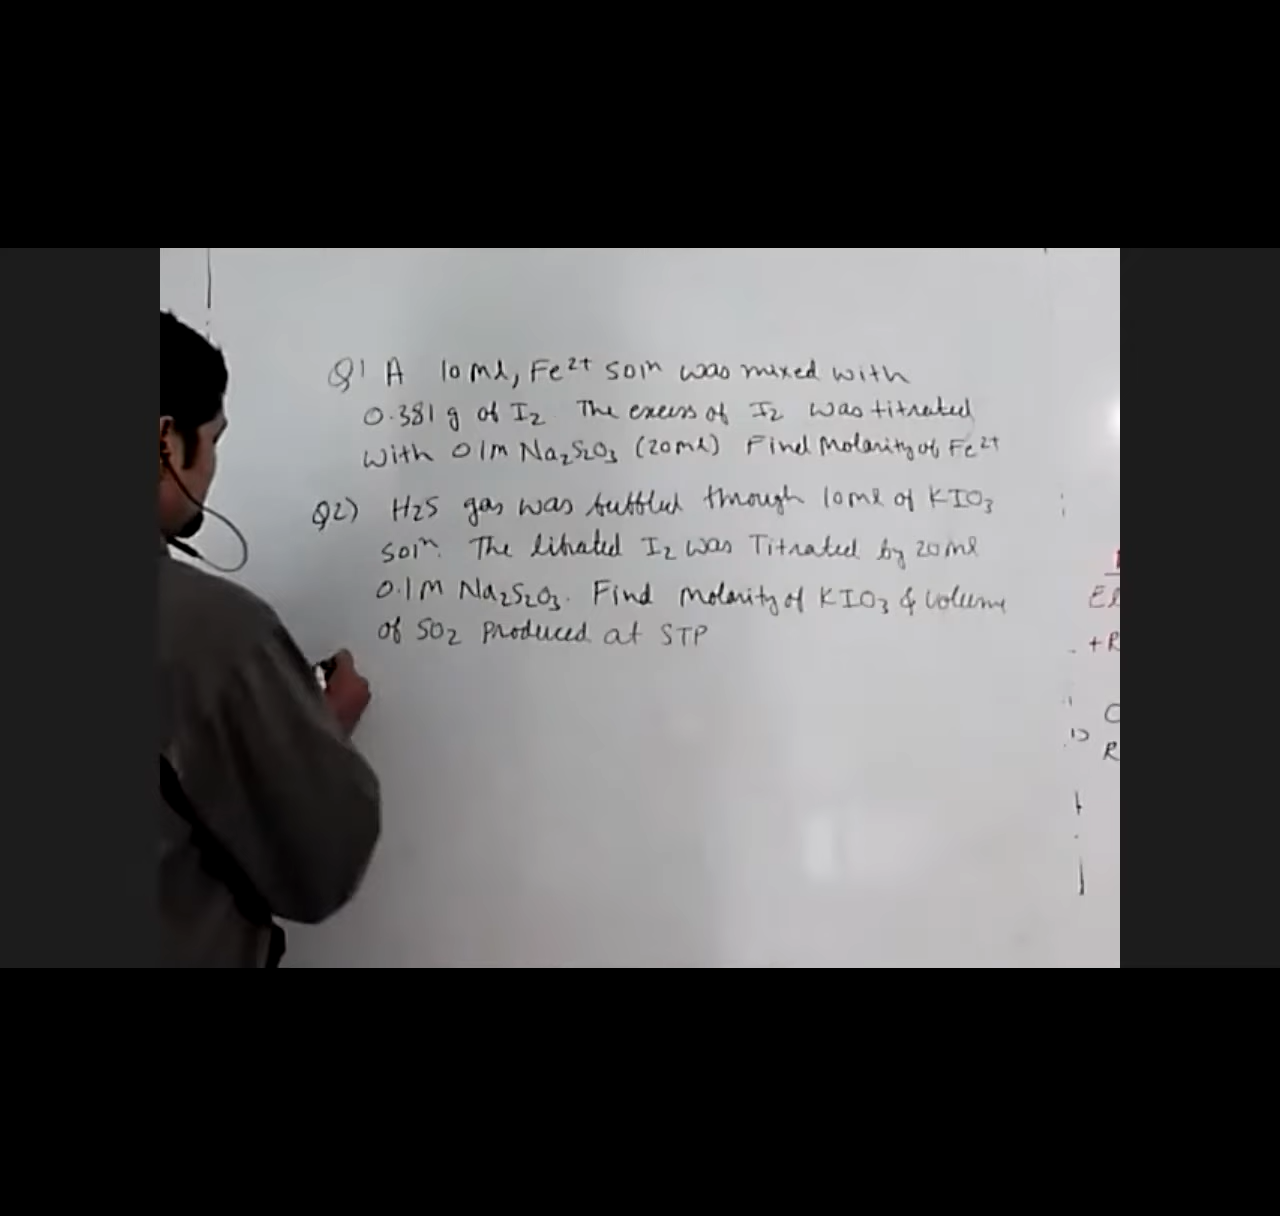 Q1 A 10 ml, Fe2+ soln was mixed with
0.381 g of I2 The excess of I2 was titrated
with 0.1M Na2S2O3 (20ml) Find Molarity of Fe2+
Q2) H2S gas was bubbled through 10ml of KIO3
soln. The librated I2 was Titrated by 20ml
0.1M Na2S2O3. Find Molarity of KIO3 & volume
of SO2 produced at STP
+R
R